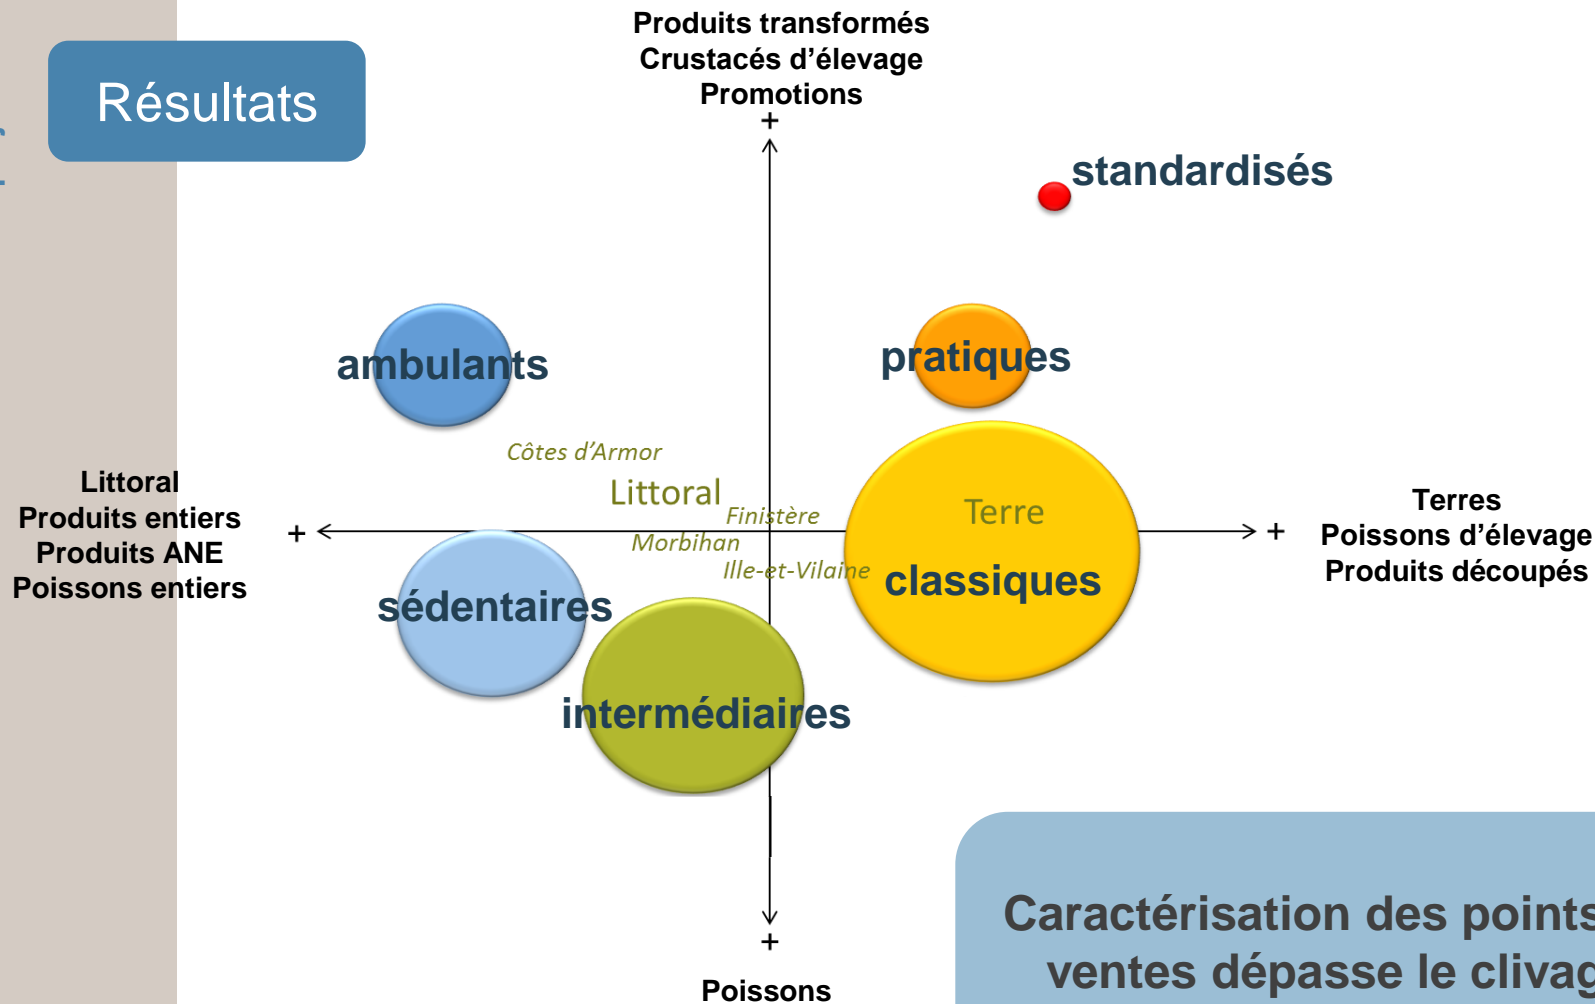 Résultats
Produits transformés
Crustacés d'élevage
Promotions
+
standardisés
ambulants
pratiques
Côtes d'Armor
Littoral
Finistère
Terre
Morbihan
Ille-et-Vilaine
Littoral
Produits entiers
Produits ANE
Poissons entiers
+
+
Terres
Poissons d'élevage
Produits découpés
classiques
sédentaires
intermédiaires
+
Poissons
Caractérisation des points
ventes dépasse le clivag